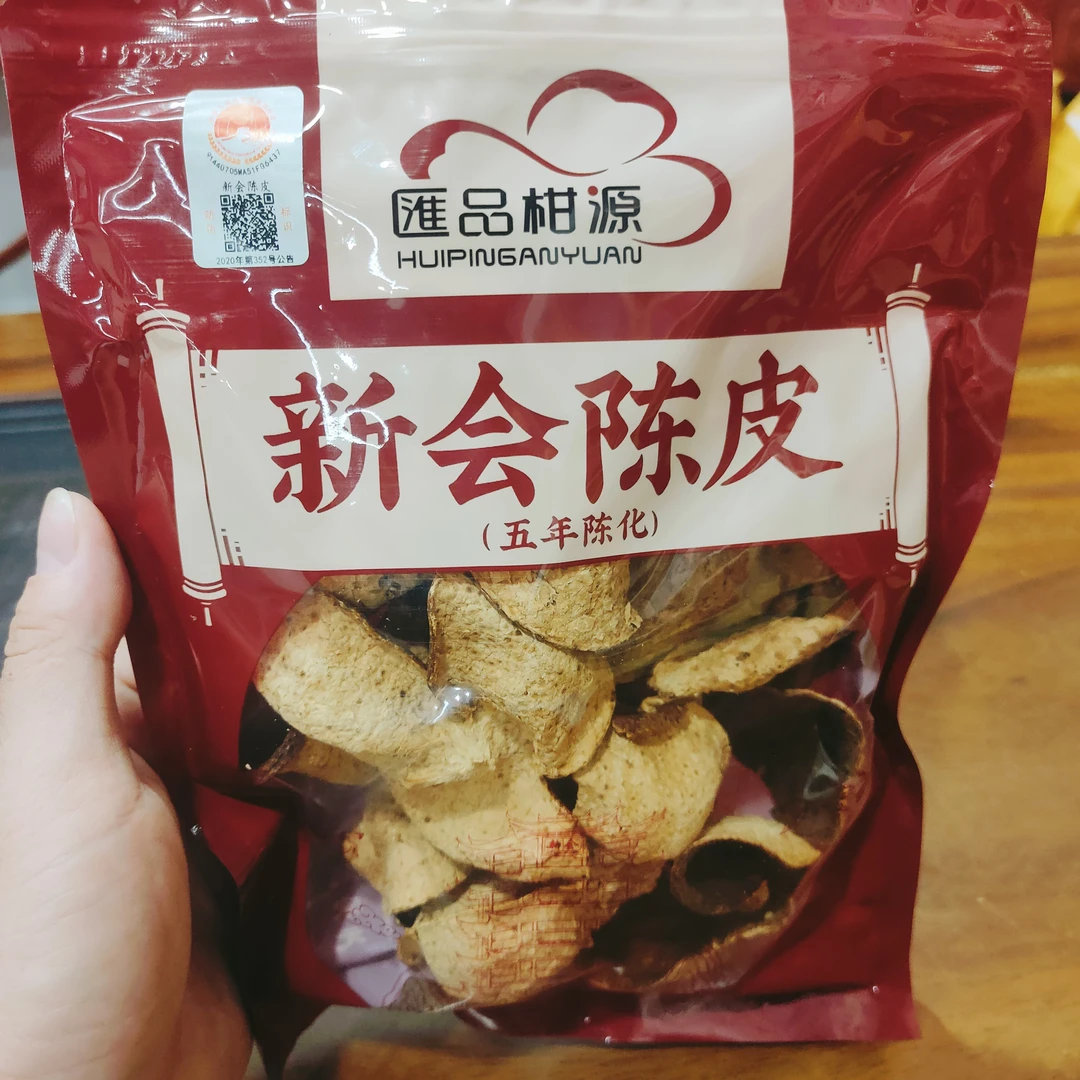 91440705MA51FG6437
新会陈皮
2020年第352号公告
匯品柑源
HUIPINGANYUAN
新会陈皮
(五年陈化)